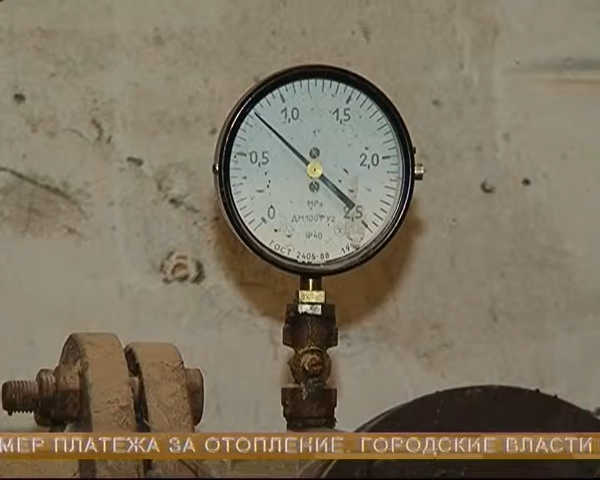 1,0 1,5
0,5 2,0
0 2,5
MPa
ДМ1001У2
IP40
ГОСТ 2405-88
МЕР ПЛАТЕЖА ЗА ОТОПЛЕНИЕ. ГОРОДСКИЕ ВЛАСТИ